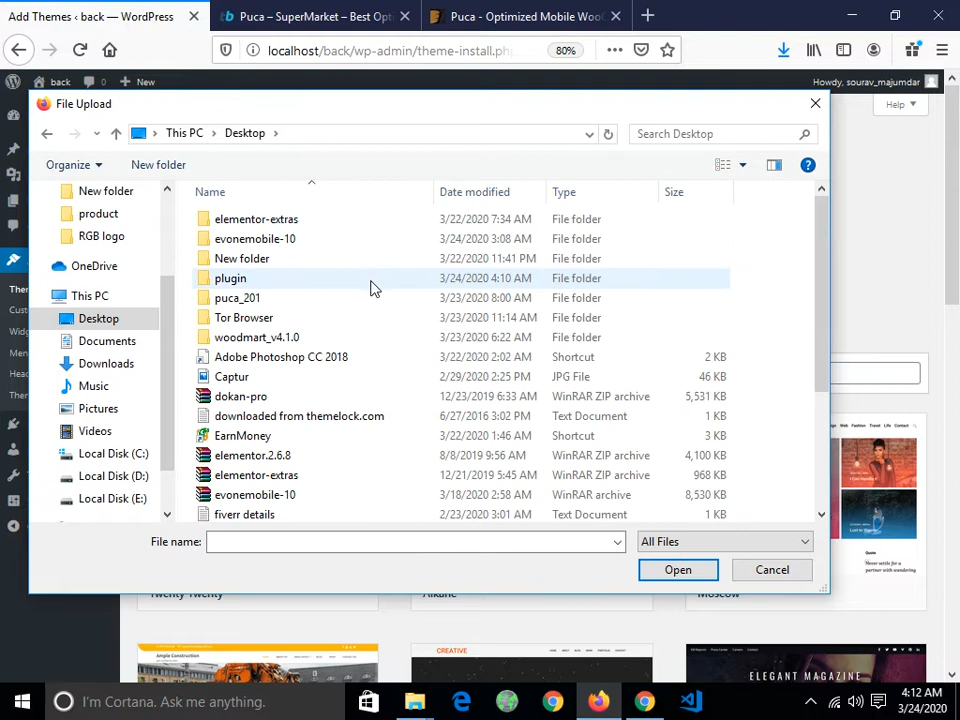 Add Themes ‹ back — WordPress
Puca – SuperMarket – Best Opti
Puca - Optimized Mobile Woo
localhost/back/wp-admin/theme-install.ph
80%
back 0 New
Howdy, sourav_majumdar
Help
File Upload
This PC Desktop
Search Desktop
Organize
New folder
Name Date modified Type Size
New folder
product
RGB logo
OneDrive
This PC
Desktop
Documents
Downloads
Music
Pictures
Videos
Local Disk (C:)
Local Disk (D:)
Local Disk (E:)
elementor-extras 3/22/2020 7:34 AM File folder
evonemobile-10 3/24/2020 3:08 AM File folder
New folder 3/22/2020 11:41 PM File folder
plugin 3/24/2020 4:10 AM File folder
puca_201 3/23/2020 8:00 AM File folder
Tor Browser 3/23/2020 11:14 AM File folder
woodmart_v4.1.0 3/23/2020 6:22 AM File folder
Adobe Photoshop CC 2018 3/22/2020 2:02 AM Shortcut 2 KB
Captur 2/29/2020 2:25 PM JPG File 46 KB
dokan-pro 12/23/2019 6:33 AM WinRAR ZIP archive 5,531 KB
downloaded from themelock.com 6/27/2016 3:02 PM Text Document 1 KB
EarnMoney 3/22/2020 1:46 AM Shortcut 3 KB
elementor.2.6.8 8/8/2019 9:56 AM WinRAR ZIP archive 4,100 KB
elementor-extras 12/21/2019 5:45 AM WinRAR ZIP archive 968 KB
evonemobile-10 3/18/2020 2:58 AM WinRAR archive 8,530 KB
fiverr details 2/23/2020 3:01 AM Text Document 1 KB
File name:
All Files
Open
Cancel
Then
Cust
Widg
Men
Head
Then
Twenty Twenty
Moscow
Ample Construction
CREATIVE
ELEGANT MAGAZINE
I'm Cortana. Ask me anything.
4:12 AM
3/24/2020